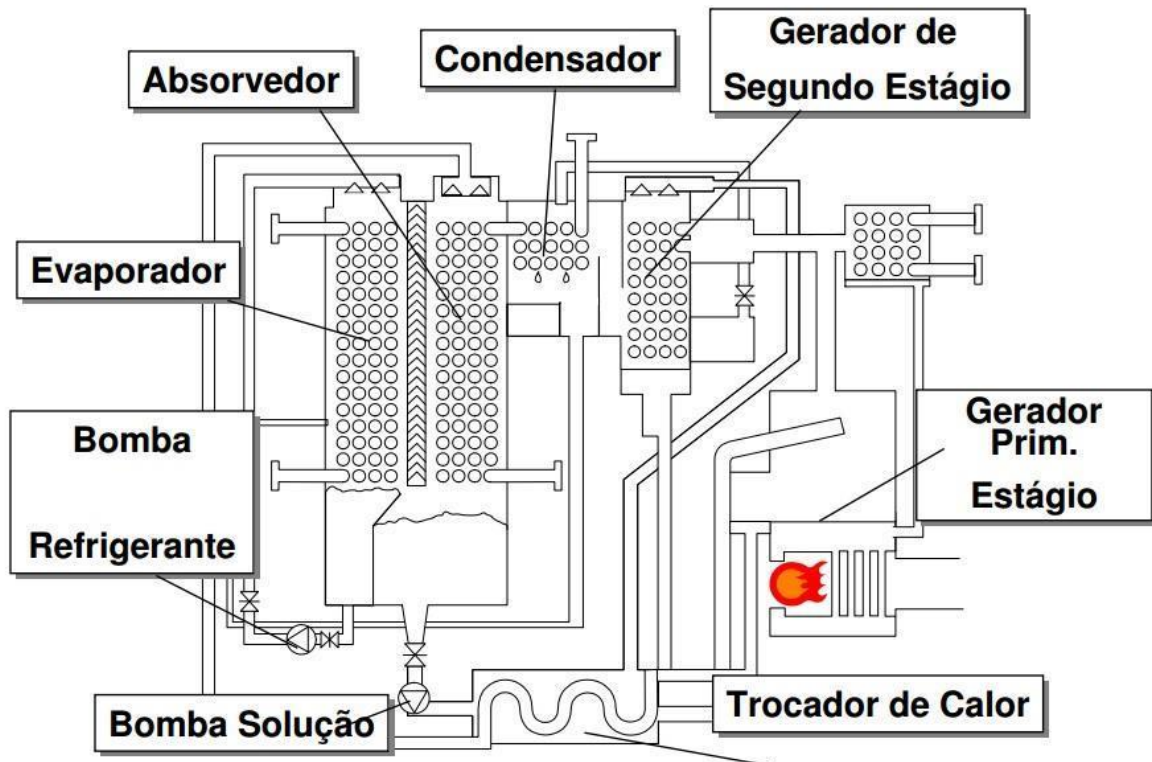 Gerador de
Segundo Estágio
Condensador
Absorvedor
Evaporador
Bomba
Refrigerante
Gerador
Prim.
Estágio
Bomba Solução
Trocador de Calor